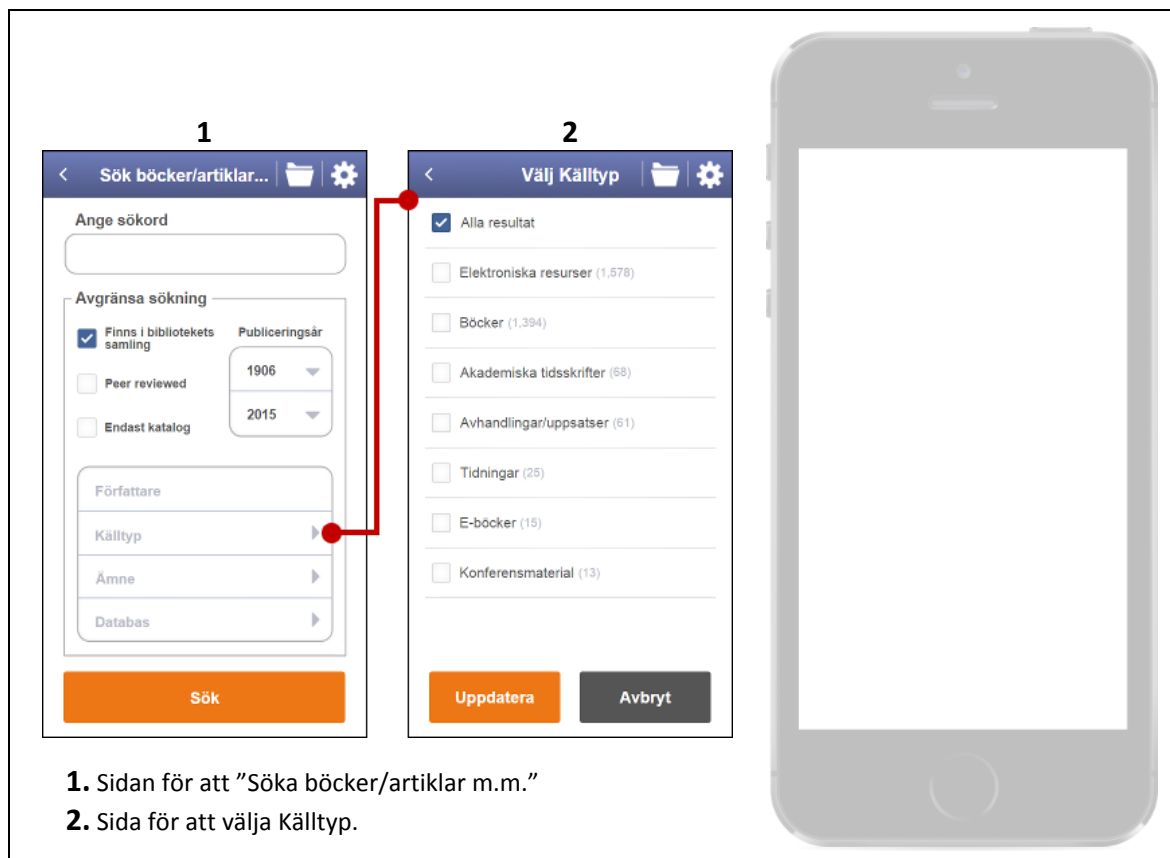 1
Sök böcker/artiklar...
Ange sökord
Avgränsa sökning
Finns i bibliotekets
samling
Publiceringsår
1906
Peer reviewed
2015
Endast katalog
Författare
Källtyp
Ämne
Databas
Sök
2
Välj Källtyp
Alla resultat
Elektroniska resurser (1,578)
Böcker (1,394)
Akademiska tidsskrifter (68)
Avhandlingar/uppsatser (61)
Tidningar (25)
E-böcker (15)
Konferensmaterial (13)
Uppdatera
Avbryt
1. Sidan för att ”Söka böcker/artiklar m.m.”
2. Sida för att välja Källtyp.